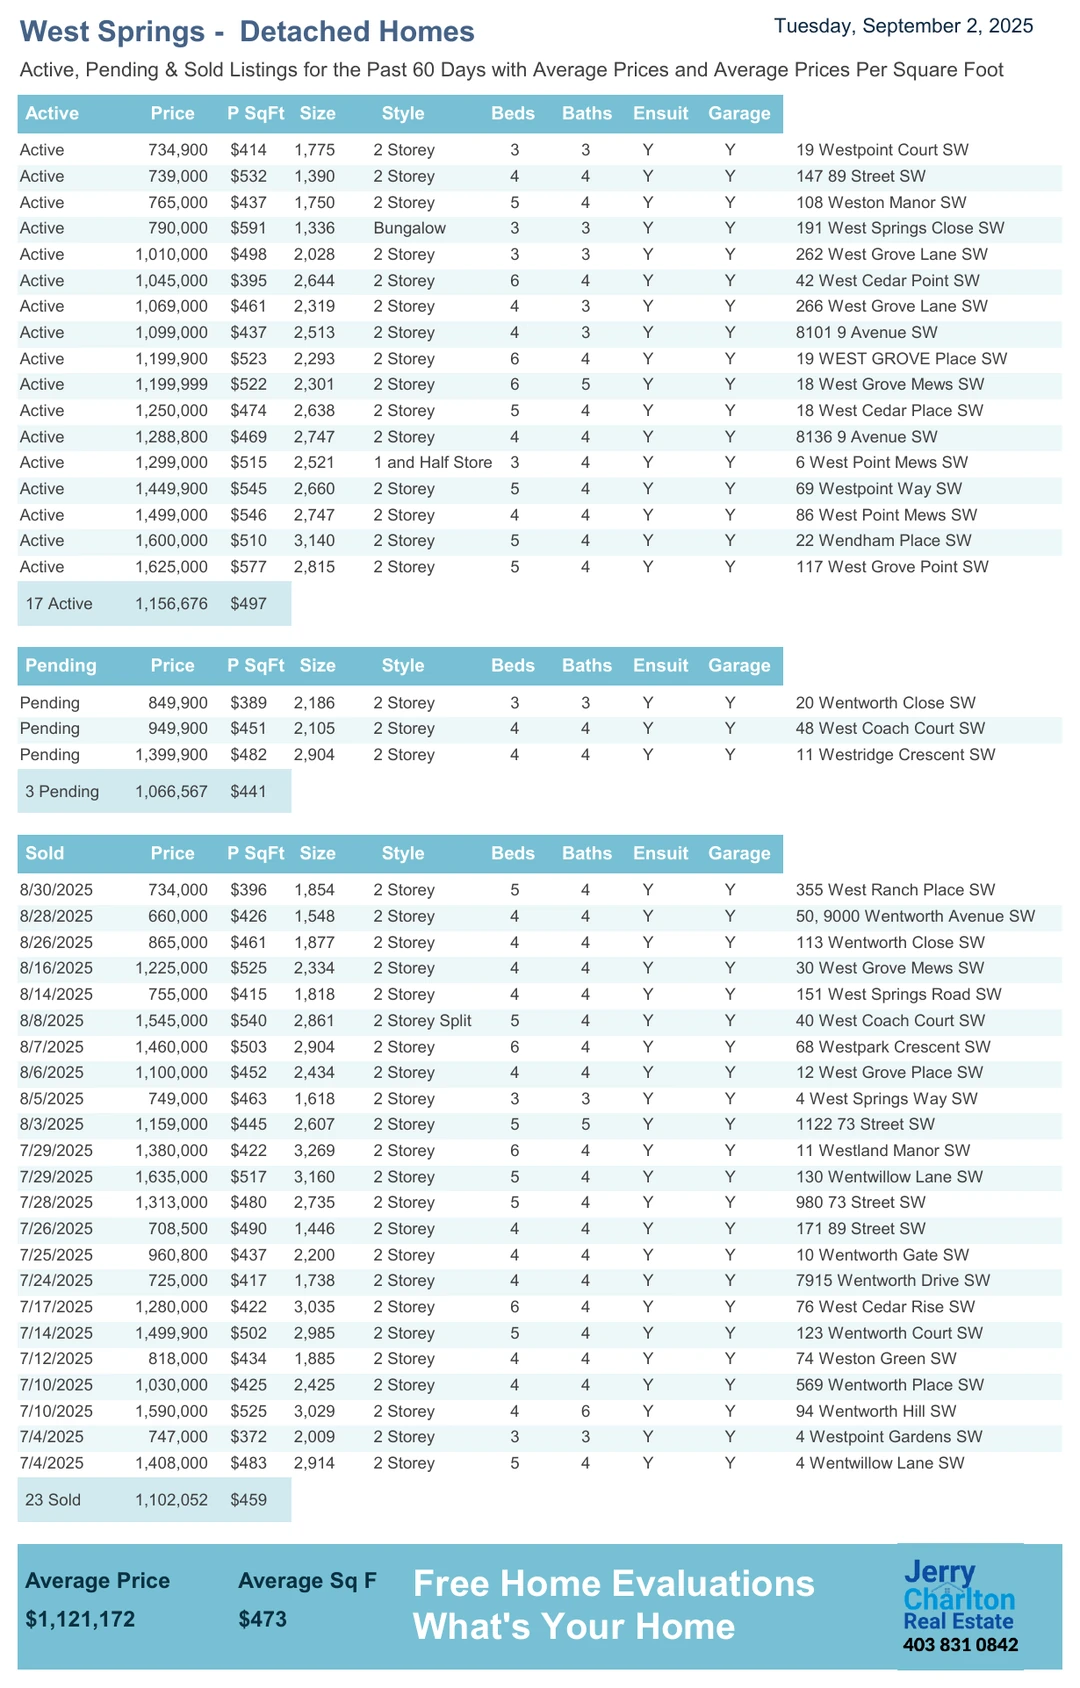 West Springs - Detached Homes
Tuesday, September 2, 2025
Active, Pending & Sold Listings for the Past 60 Days with Average Prices and Average Prices Per Square Foot
Active Price P SqFt Size Style Beds Baths Ensuit Garage
Active 734,900 $414 1,775 2 Storey 3 3 Y Y 19 Westpoint Court SW
Active 739,000 $532 1,390 2 Storey 4 4 Y Y 147 89 Street SW
Active 765,000 $437 1,750 2 Storey 5 4 Y Y 108 Weston Manor SW
Active 790,000 $591 1,336 Bungalow 3 3 Y Y 191 West Springs Close SW
Active 1,010,000 $498 2,028 2 Storey 3 3 Y Y 262 West Grove Lane SW
Active 1,045,000 $395 2,644 2 Storey 6 4 Y Y 42 West Cedar Point SW
Active 1,069,000 $461 2,319 2 Storey 4 3 Y Y 266 West Grove Lane SW
Active 1,099,000 $437 2,513 2 Storey 4 3 Y Y 8101 9 Avenue SW
Active 1,199,900 $523 2,293 2 Storey 6 4 Y Y 19 WEST GROVE Place SW
Active 1,199,999 $522 2,301 2 Storey 6 5 Y Y 18 West Grove Mews SW
Active 1,250,000 $474 2,638 2 Storey 5 4 Y Y 18 West Cedar Place SW
Active 1,288,800 $469 2,747 2 Storey 4 4 Y Y 8136 9 Avenue SW
Active 1,299,000 $515 2,521 1 and Half Store 3 4 Y Y 6 West Point Mews SW
Active 1,449,900 $545 2,660 2 Storey 5 4 Y Y 69 Westpoint Way SW
Active 1,499,000 $546 2,747 2 Storey 4 4 Y Y 86 West Point Mews SW
Active 1,600,000 $510 3,140 2 Storey 5 4 Y Y 22 Wendham Place SW
Active 1,625,000 $577 2,815 2 Storey 5 4 Y Y 117 West Grove Point SW
17 Active 1,156,676 $497
Pending Price P SqFt Size Style Beds Baths Ensuit Garage
Pending 849,900 $389 2,186 2 Storey 3 3 Y Y 20 Wentworth Close SW
Pending 949,900 $451 2,105 2 Storey 4 4 Y Y 48 West Coach Court SW
Pending 1,399,900 $482 2,904 2 Storey 4 4 Y Y 11 Westridge Crescent SW
3 Pending 1,066,567 $441
Sold Price P SqFt Size Style Beds Baths Ensuit Garage
8/30/2025 734,000 $396 1,854 2 Storey 5 4 Y Y 355 West Ranch Place SW
8/28/2025 660,000 $426 1,548 2 Storey 4 4 Y Y 50, 9000 Wentworth Avenue SW
8/26/2025 865,000 $461 1,877 2 Storey 4 4 Y Y 113 Wentworth Close SW
8/16/2025 1,225,000 $525 2,334 2 Storey 4 4 Y Y 30 West Grove Mews SW
8/14/2025 755,000 $415 1,818 2 Storey 4 4 Y Y 151 West Springs Road SW
8/8/2025 1,545,000 $540 2,861 2 Storey Split 5 4 Y Y 40 West Coach Court SW
8/7/2025 1,460,000 $503 2,904 2 Storey 6 4 Y Y 68 Westpark Crescent SW
8/6/2025 1,100,000 $452 2,434 2 Storey 4 4 Y Y 12 West Grove Place SW
8/5/2025 749,000 $463 1,618 2 Storey 3 3 Y Y 4 West Springs Way SW
8/3/2025 1,159,000 $445 2,607 2 Storey 5 5 Y Y 1122 73 Street SW
7/29/2025 1,380,000 $422 3,269 2 Storey 6 4 Y Y 11 Westland Manor SW
7/29/2025 1,635,000 $517 3,160 2 Storey 5 4 Y Y 130 Wentwillow Lane SW
7/28/2025 1,313,000 $480 2,735 2 Storey 5 4 Y Y 980 73 Street SW
7/26/2025 708,500 $490 1,446 2 Storey 4 4 Y Y 171 89 Street SW
7/25/2025 960,800 $437 2,200 2 Storey 4 4 Y Y 10 Wentworth Gate SW
7/24/2025 725,000 $417 1,738 2 Storey 4 4 Y Y 7915 Wentworth Drive SW
7/17/2025 1,280,000 $422 3,035 2 Storey 6 4 Y Y 76 West Cedar Rise SW
7/14/2025 1,499,900 $502 2,985 2 Storey 5 4 Y Y 123 Wentworth Court SW
7/12/2025 818,000 $434 1,885 2 Storey 4 4 Y Y 74 Weston Green SW
7/10/2025 1,030,000 $425 2,425 2 Storey 4 4 Y Y 569 Wentworth Place SW
7/10/2025 1,590,000 $525 3,029 2 Storey 4 6 Y Y 94 Wentworth Hill SW
7/4/2025 747,000 $372 2,009 2 Storey 3 3 Y Y 4 Westpoint Gardens SW
7/4/2025 1,408,000 $483 2,914 2 Storey 5 4 Y Y 4 Wentwillow Lane SW
23 Sold 1,102,052 $459
Average Price Average Sq F
$1,121,172 $473
Free Home Evaluations
What's Your Home
Jerry
Charlton
Real Estate
403 831 0842